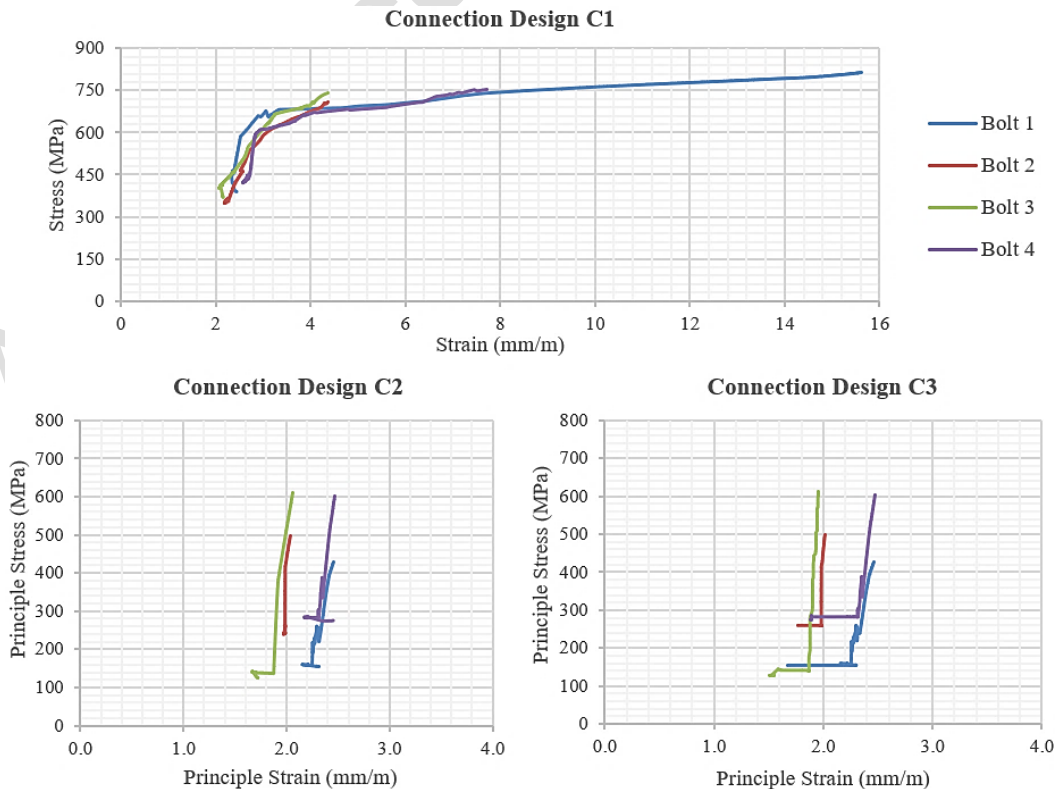 Connection Design C1
900
750
600
450
300
150
0
Stress (MPa)
0 2 4 6 8 10 12 14 16
Strain (mm/m)
Bolt 1
Bolt 2
Bolt 3
Bolt 4
Connection Design C2
800
700
600
500
400
300
200
100
0
Principle Stress (MPa)
0.0 1.0 2.0 3.0 4.0
Principle Strain (mm/m)
Connection Design C3
800
700
600
500
400
300
200
100
0
Principle Stress (MPa)
0.0 1.0 2.0 3.0 4.0
Principle Strain (mm/m)